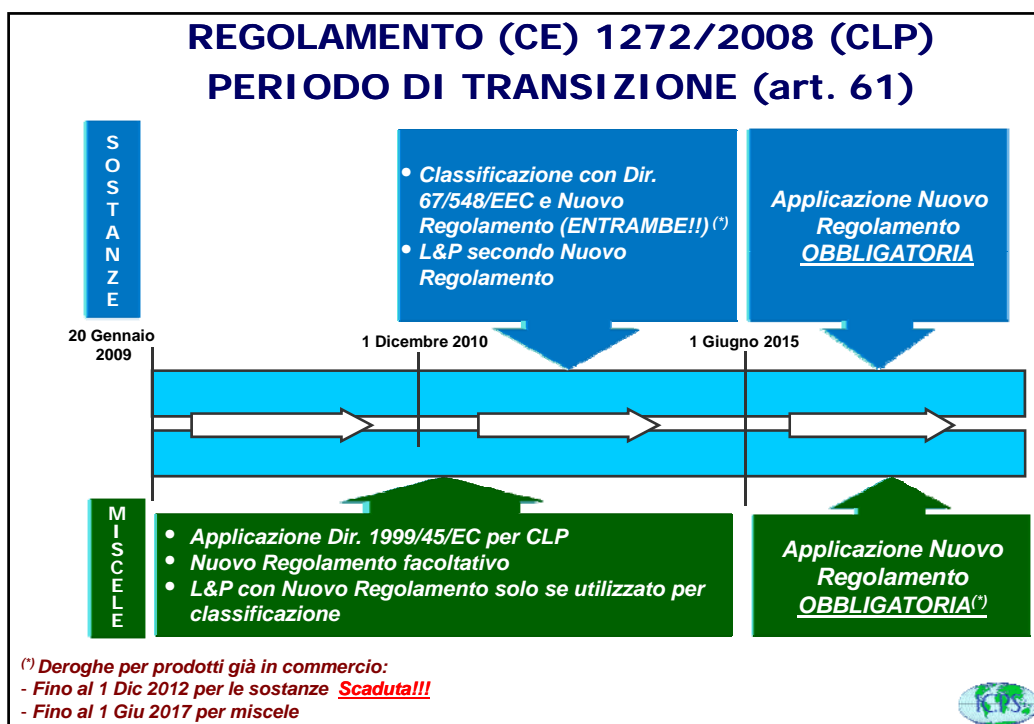 REGOLAMENTO (CE) 1272/2008 (CLP)
PERIODO DI TRANSIZIONE (art. 61)
SOSTANZE
• Classificazione con Dir.
67/548/EEC e Nuovo
Regolamento (ENTRAMBE!!) (*)
• L&P secondo Nuovo
Regolamento
Applicazione Nuovo
Regolamento
OBBLIGATORIA
20 Gennaio
2009
1 Dicembre 2010
1 Giugno 2015
MISCELE
• Applicazione Dir. 1999/45/EC per CLP
• Nuovo Regolamento facoltativo
• L&P con Nuovo Regolamento solo se utilizzato per
classificazione
Applicazione Nuovo
Regolamento
OBBLIGATORIA(*)
(*) Deroghe per prodotti già in commercio:
- Fino al 1 Dic 2012 per le sostanze Scaduta!!!
- Fino al 1 Giu 2017 per miscele
ICPS